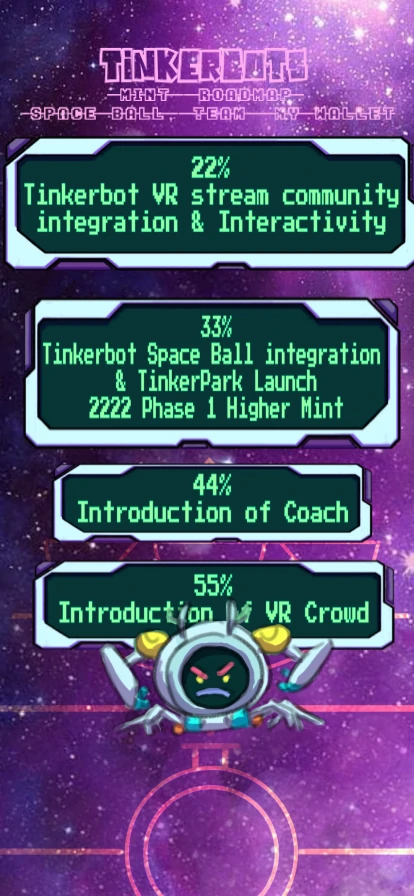 TINKERBOTS
MINT ROADMAP
SPACE BALL TEAM MY WALLET
22%
Tinkerbot VR stream community
integration & Interactivity
33%
Tinkerbot Space Ball integration
& TinkerPark Launch
2222 Phase 1 Higher Mint
44%
Introduction of Coach
55%
Introduction of VR Crowd